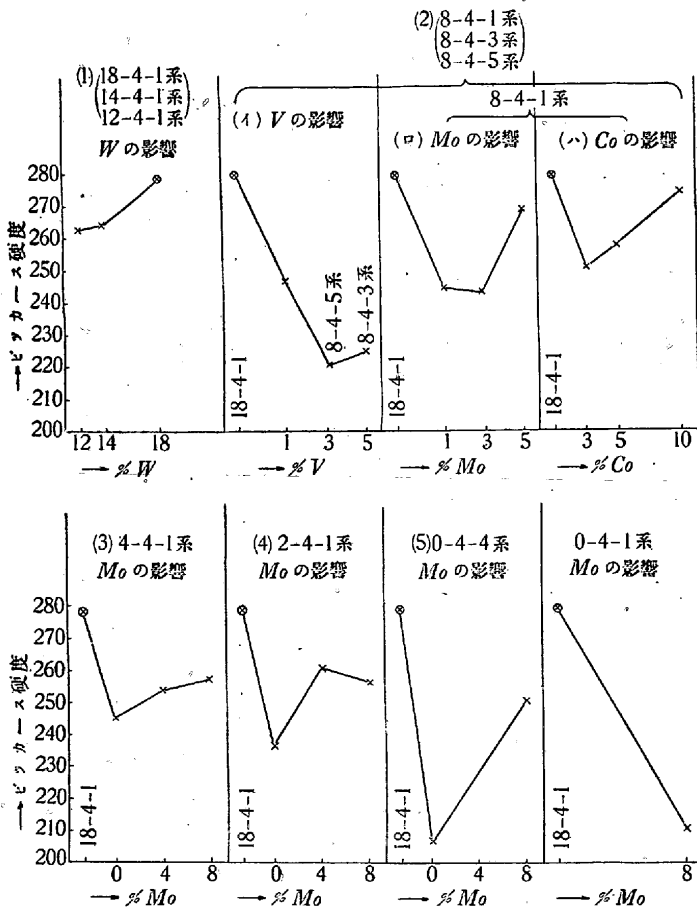 (2) 8-4-1系
8-4-3系
8-4-5系
(1) 18-4-1系
14-4-1系
12-4-1系
Wの影響
8-4-1系
(イ) Vの影響
(ロ) Moの影響
(ハ) Coの影響
→ビッカース硬度
280
270
260
250
240
230
220
210
200
18-4-1
8-4-5系
8-4-3系
18-4-1
18-4-1
12 14 18
1 3 5
1 3 5
3 5 10
→ % W
→ % V
→ % Mo
→ % Co
(3) 4-4-1系
Moの影響
(4) 2-4-1系
Moの影響
(5) 0-4-4系
Moの影響
0-4-1系
Moの影響
→ビッカース硬度
280
270
260
250
240
230
220
210
200
18-4-1
18-4-1
18-4-1
18-4-1
0 4 8
0 4 8
0 4 8
8
→ % Mo
→ % Mo
→ % Mo
→ % Mo